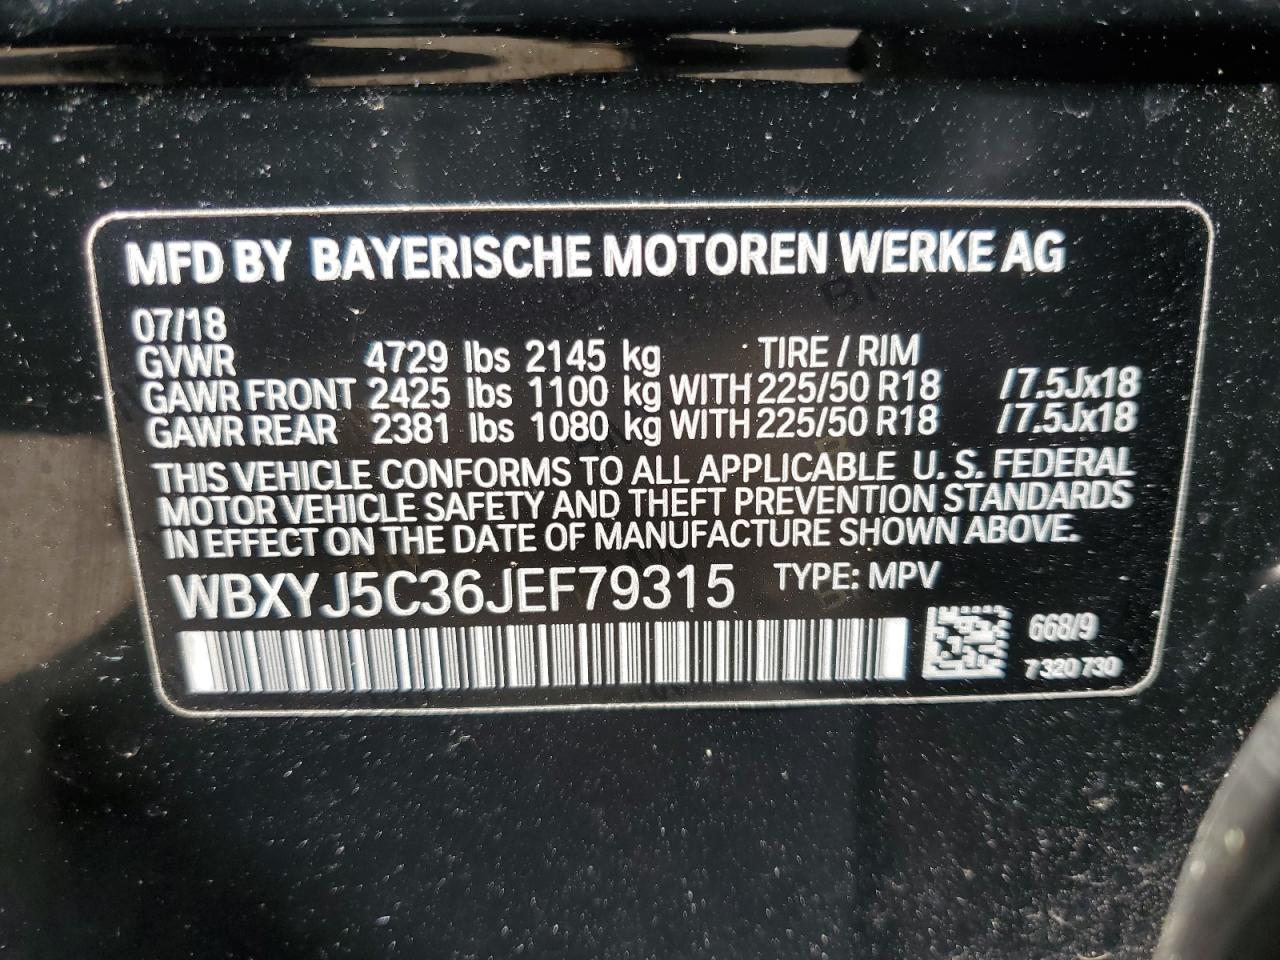 MFD BY BAYERISCHE MOTOREN WERKE AG
07/18
GVWR 4729 lbs 2145 kg TIRE / RIM
GAWR FRONT 2425 lbs 1100 kg WITH 225/50 R18 /7.5Jx18
GAWR REAR 2381 lbs 1080 kg WITH 225/50 R18 /7.5Jx18
THIS VEHICLE CONFORMS TO ALL APPLICABLE U. S. FEDERAL
MOTOR VEHICLE SAFETY AND THEFT PREVENTION STANDARDS
IN EFFECT ON THE DATE OF MANUFACTURE SHOWN ABOVE.
WBXYJ5C36JEF79315 TYPE: MPV
668/9
7 320 730